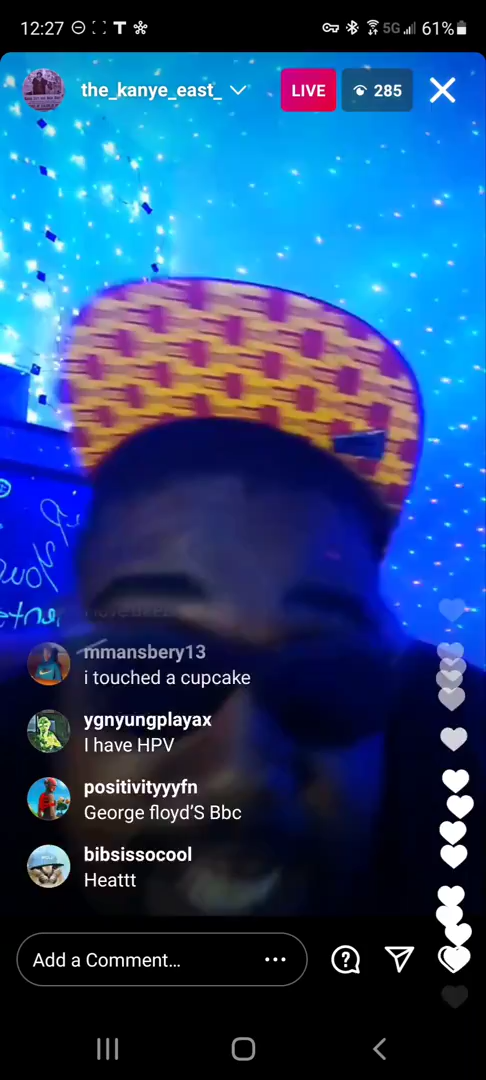 12:27 T 5G 61%
the_kanye_east_ LIVE 285
mmansbery13
i touched a cupcake
ygnyungplayax
I have HPV
positivityyyfn
George floyd’S Bbc
bibsissocool
Heattt
Add a Comment…